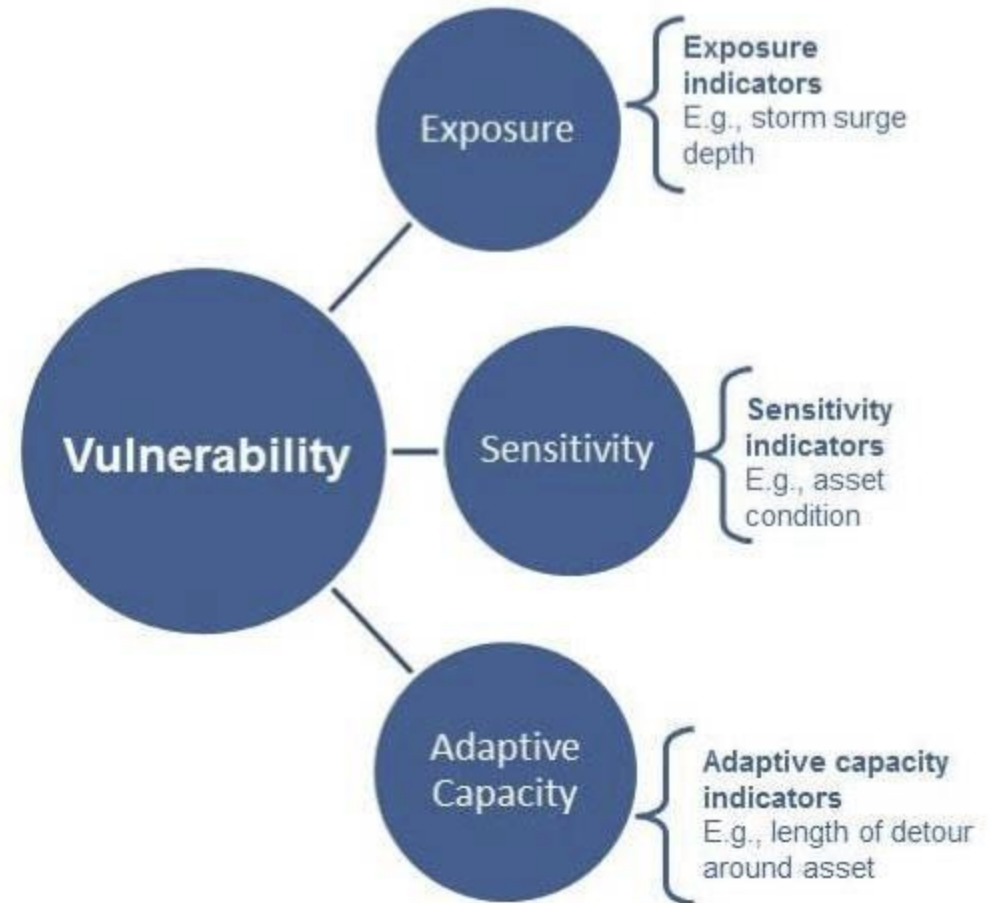 Exposure
Exposure
indicators
E.g., storm surge
depth
Vulnerability
Sensitivity
Sensitivity
indicators
E.g., asset
condition
Adaptive
Capacity
Adaptive capacity
indicators
E.g., length of detour
around asset